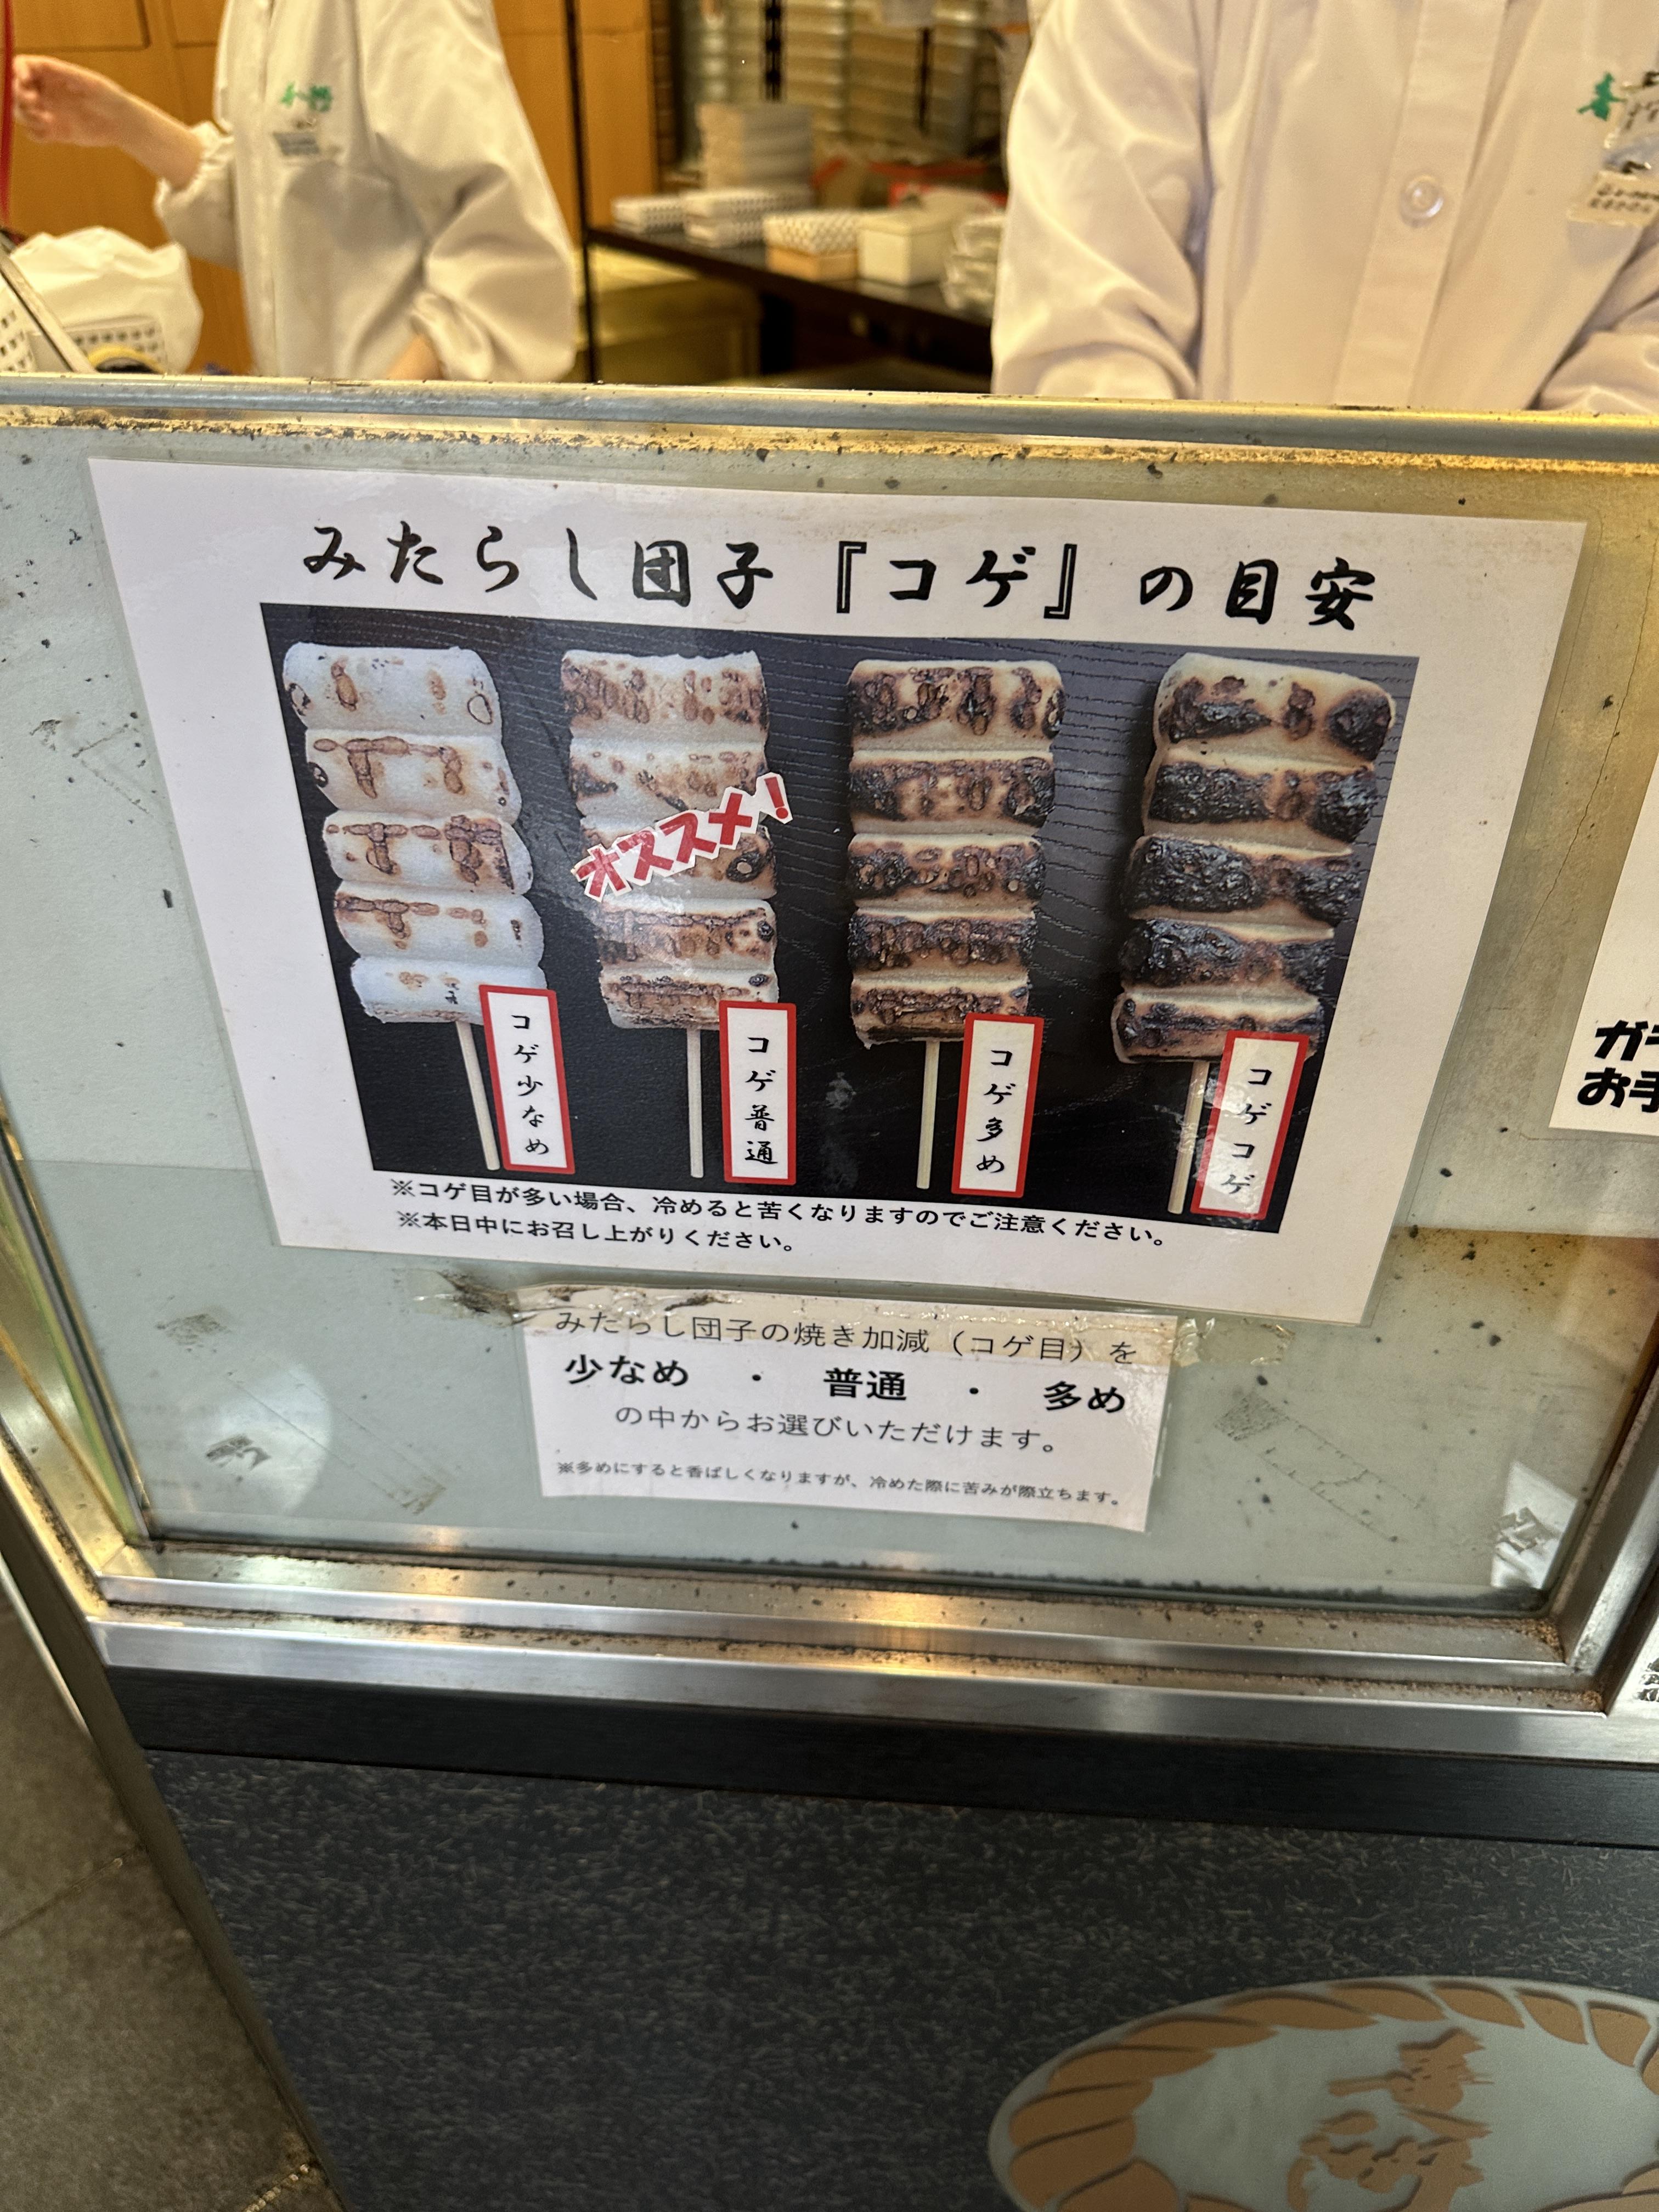 みたらし団子『コゲ』の目安
オススメ!
コゲ少なめ
コゲ普通
コゲ多め
コゲコゲ
※コゲ目が多い場合、冷めると苦くなりますのでご注意ください。
※本日中にお召し上がりください。
みたらし団子の焼き加減（コゲ目）を
少なめ ・ 普通 ・ 多め
の中からお選びいただけます。
※多めにすると香ばしくなりますが、冷めた際に苦みが際立ちます。
ガ
お手